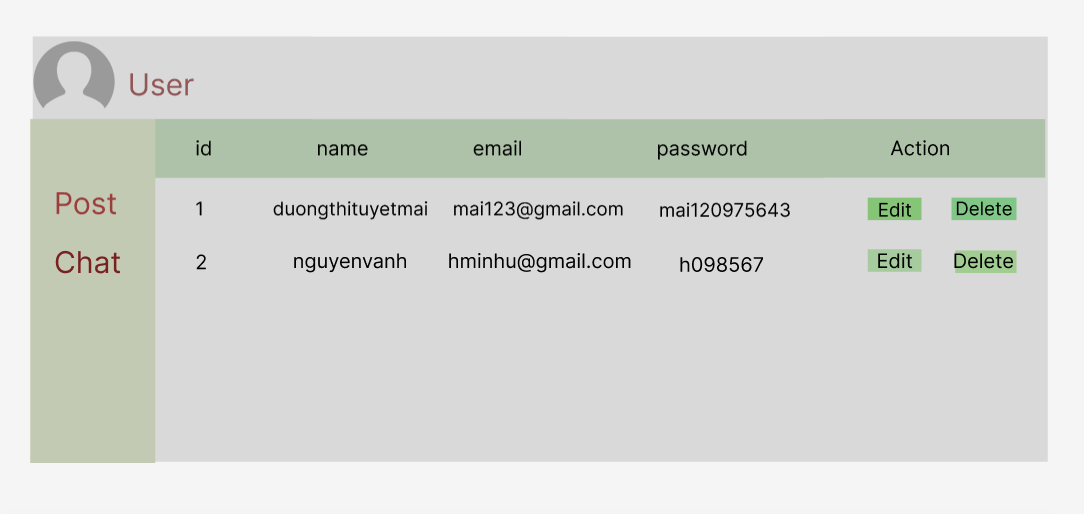 User
id name email password Action
Post
1 duongthituyetmai mai123@gmail.com mai120975643 Edit Delete
Chat
2 nguyenvanh hminhu@gmail.com h098567 Edit Delete